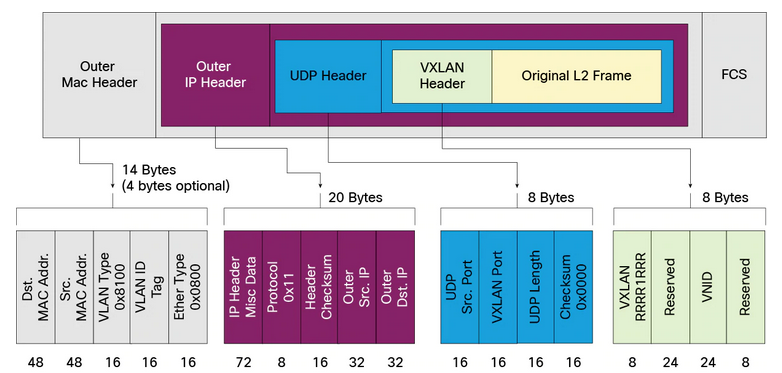 Outer
Mac Header
Outer
IP Header
UDP Header
VXLAN
Header
Original L2 Frame
FCS
14 Bytes
(4 bytes optional)
20 Bytes
8 Bytes
8 Bytes
Dst.
MAC Addr.
Src.
MAC Addr.
VLAN Type
0x8100
VLAN ID
Tag
Ether Type
0x0800
IP Header
Misc Data
Protocol
0x11
Header
Checksum
Outer
Src. IP
Outer
Dst. IP
UDP
Src. Port
VXLAN Port
UDP Length
Checksum
0x0000
VXLAN
RRRR1RRR
Reserved
VNID
Reserved
48 48 16 16 16
72 8 16 32 32
16 16 16 16
8 24 24 8